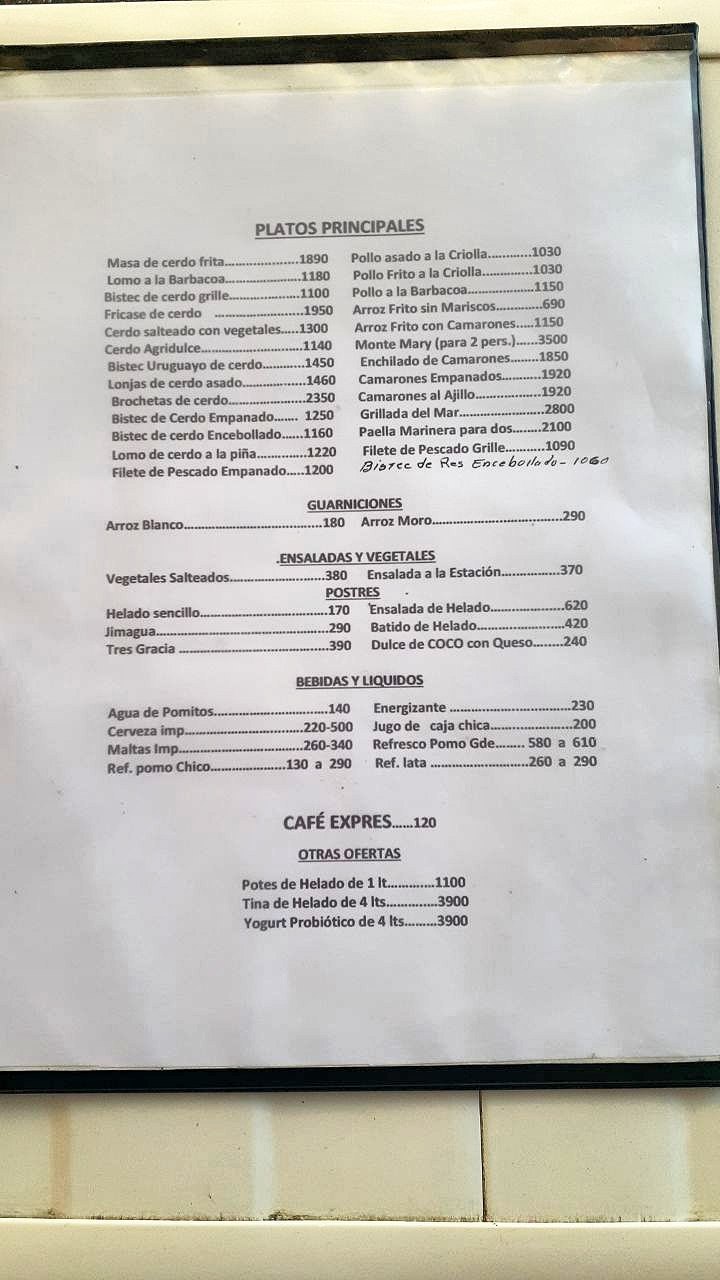 PLATOS PRINCIPALES
Masa de cerdo frita.....................1890 Pollo asado a la Criolla............1030
Lomo a la Barbacoa......................1180 Pollo Frito a la Criolla..............1030
Bistec de cerdo grille....................1100 Pollo a la Barbacoa...................1150
Fricase de cerdo .........................1950 Arroz Frito sin Mariscos.............690
Cerdo salteado con vegetales.....1300 Arroz Frito con Camarones.....1150
Cerdo Agridulce.............................1140 Monte Mary (para 2 pers.)......3500
Bistec Uruguayo de cerdo............1450 Enchilado de Camarones........1850
Lonjas de cerdo asado..................1460 Camarones Empanados...........1920
Brochetas de cerdo......................2350 Camarones al Ajillo...................1920
Bistec de Cerdo Empanado....... 1250 Grillada del Mar........................2800
Bistec de cerdo Encebollado......1160 Paella Marinera para dos........2100
Lomo de cerdo a la piña..............1220 Filete de Pescado Grille...........1090
Filete de Pescado Empanado.....1200 Bistec de Res Encebollado - 1060
GUARNICIONES
Arroz Blanco.......................................180 Arroz Moro.....................................290
.ENSALADAS Y VEGETALES
Vegetales Salteados...........................380 Ensalada a la Estación.................370
POSTRES
Helado sencillo....................................170 Ensalada de Helado.....................620
Jimagua................................................290 Batido de Helado.........................420
Tres Gracia ..........................................390 Dulce de COCO con Queso........240
BEBIDAS Y LIQUIDOS
Agua de Pomitos................................140 Energizante ..................................230
Cerveza imp...................................220-500 Jugo de caja chica.......................200
Maltas Imp...................................260-340 Refresco Pomo Gde........ 580 a 610
Ref. pomo Chico.....................130 a 290 Ref. lata ............................260 a 290
CAFÉ EXPRES......120
OTRAS OFERTAS
Potes de Helado de 1 lt.............1100
Tina de Helado de 4 lts..............3900
Yogurt Probiótico de 4 lts.........3900